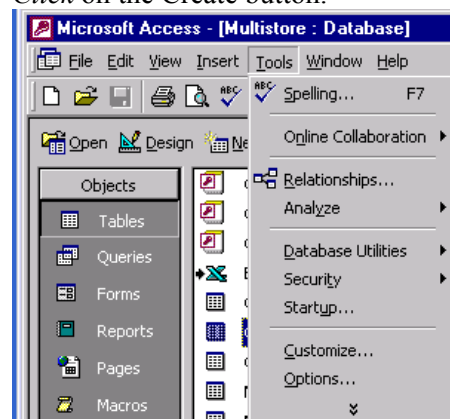 Click on the Create button.
Microsoft Access - [Multistore : Database]
File Edit View Insert Tools Window Help
Spelling... F7
Online Collaboration
Relationships...
Analyze
Database Utilities
Security
Startup...
Customize...
Options...
Open Design
Objects
Tables
Queries
Forms
Reports
Pages
Macros